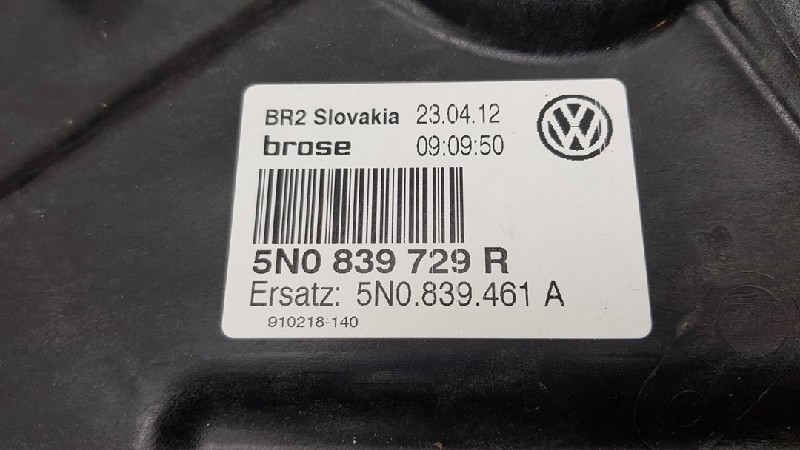 BR2 Slovakia 23.04.12
brose 09:09:50
5N0 839 729 R
Ersatz: 5N0.839.461 A
910218-140